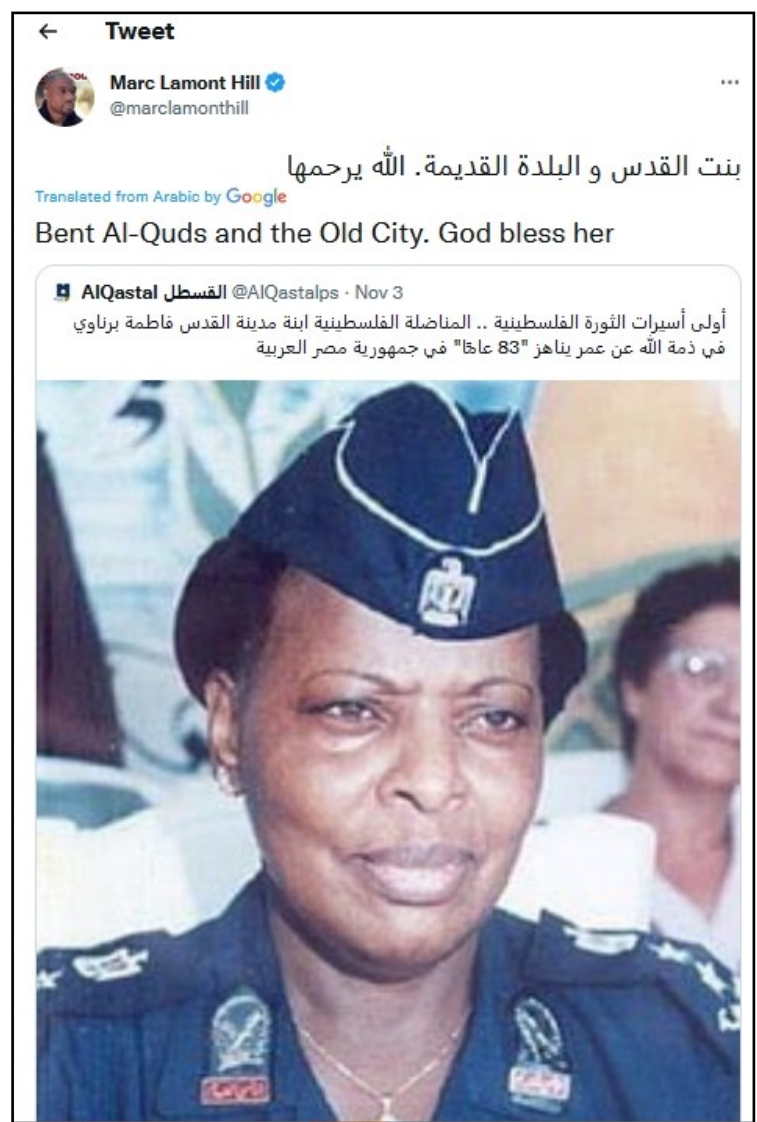 Tweet
Marc Lamont Hill
@marclamonthill
بنت القدس و البلدة القديمة. الله يرحمها
Translated from Arabic by Google
Bent Al-Quds and the Old City. God bless her
AlQastal القسطل @AlQastalps · Nov 3
أولى أسيرات الثورة الفلسطينية .. المناضلة الفلسطينية ابنة مدينة القدس فاطمة برناوي
في ذمة الله عن عمر يناهز "83 عامًا" في جمهورية مصر العربية